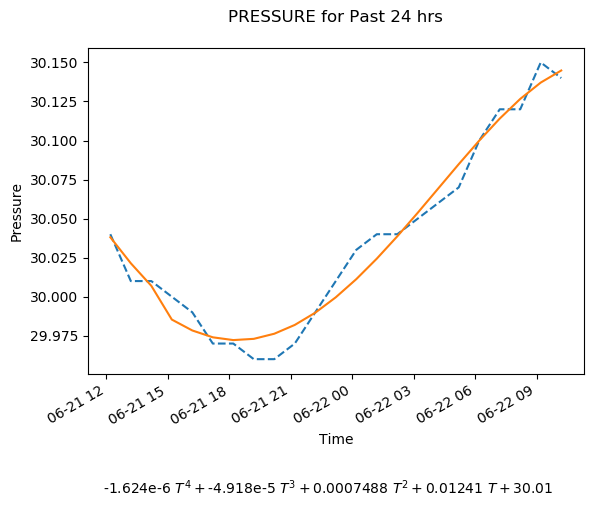 PRESSURE for Past 24 hrs
30.150
30.125
30.100
30.075
30.050
30.025
30.000
29.975
Pressure
06-21 12 06-21 15 06-21 18 06-21 21 06-22 00 06-22 03 06-22 06 06-22 09
Time
-1.624e-6 T⁴ + -4.918e-5 T³ + 0.0007488 T² + 0.01241 T + 30.01